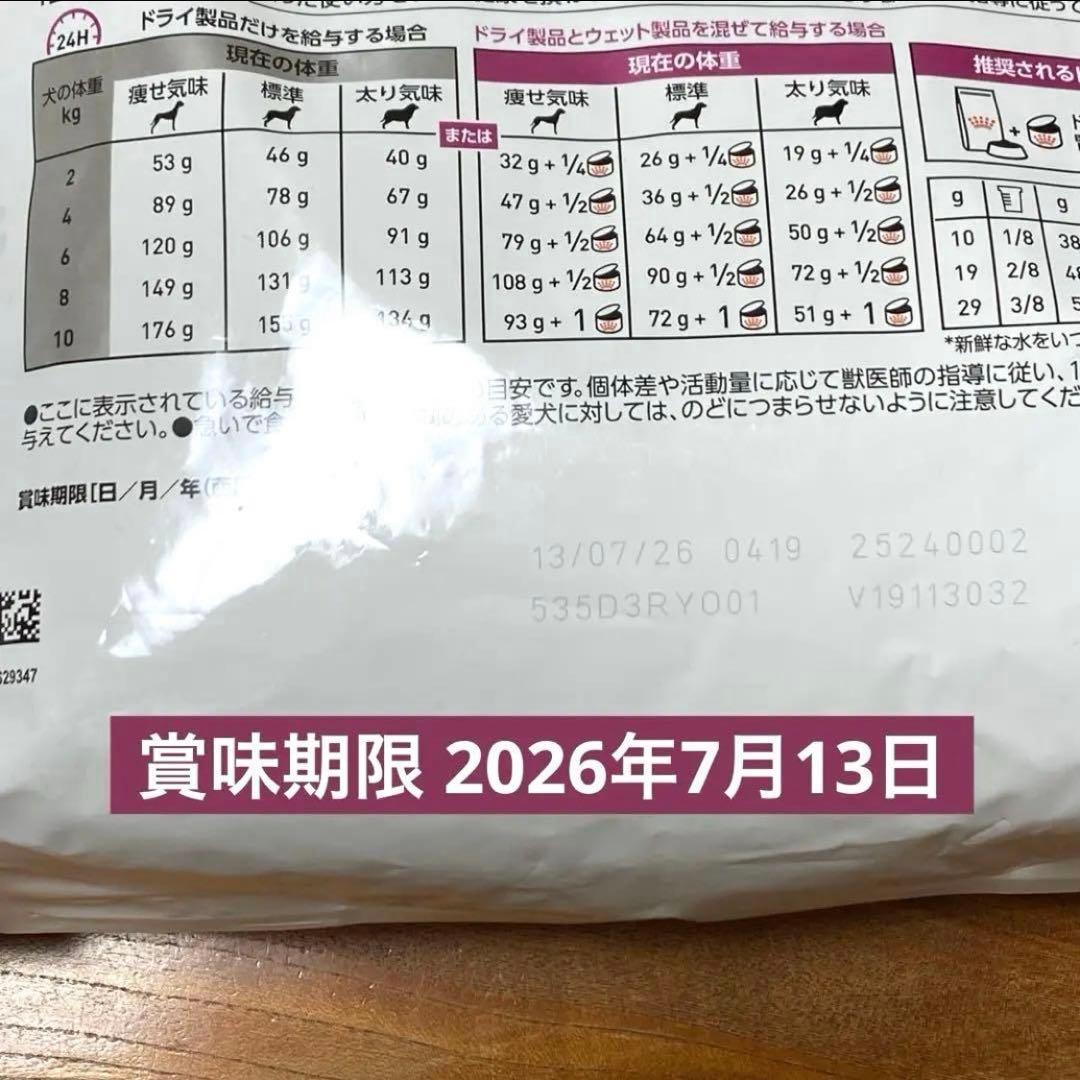 24H
ドライ製品だけを給与する場合
ドライ製品とウェット製品を混ぜて給与する場合
犬の体重 kg
現在の体重
現在の体重
推奨される
痩せ気味 標準 太り気味
または
痩せ気味 標準 太り気味
2 53 g 46 g 40 g 32 g + 1/4 26 g + 1/4 19 g + 1/4
4 89 g 78 g 67 g 47 g + 1/2 36 g + 1/2 26 g + 1/2
6 120 g 106 g 91 g 79 g + 1/2 64 g + 1/2 50 g + 1/2
8 149 g 131 g 113 g 108 g + 1/2 90 g + 1/2 72 g + 1/2
10 176 g 134 g 93 g + 1 72 g + 1 51 g + 1
g g
10 1/8 38
19 2/8
29 3/8
*新鮮な水をいつ
●ここに表示されている給与 目安です。個体差や活動量に応じて獣医師の指導に従い、
与えてください。●急いで食 ある愛犬に対しては、のどにつまらせないように注意してくだ
賞味期限[日/月/年
13/07/26 0419 25240002
535D3RYO01 V19113032
29347
賞味期限 2026年7月13日